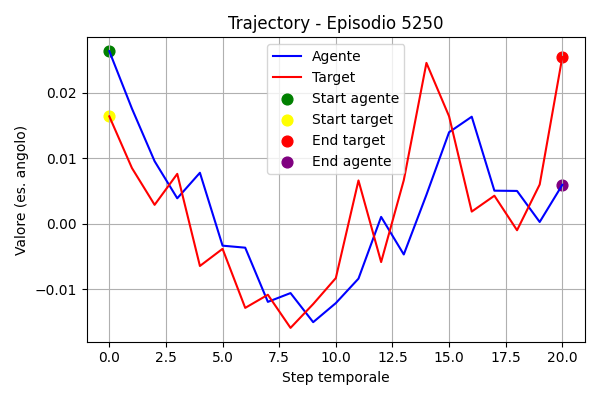 Trajectory - Episodio 5250
Agente
Target
Start agente
Start target
End target
End agente
Valore (es. angolo)
0.02
0.01
0.00
−0.01
0.0 2.5 5.0 7.5 10.0 12.5 15.0 17.5 20.0
Step temporale